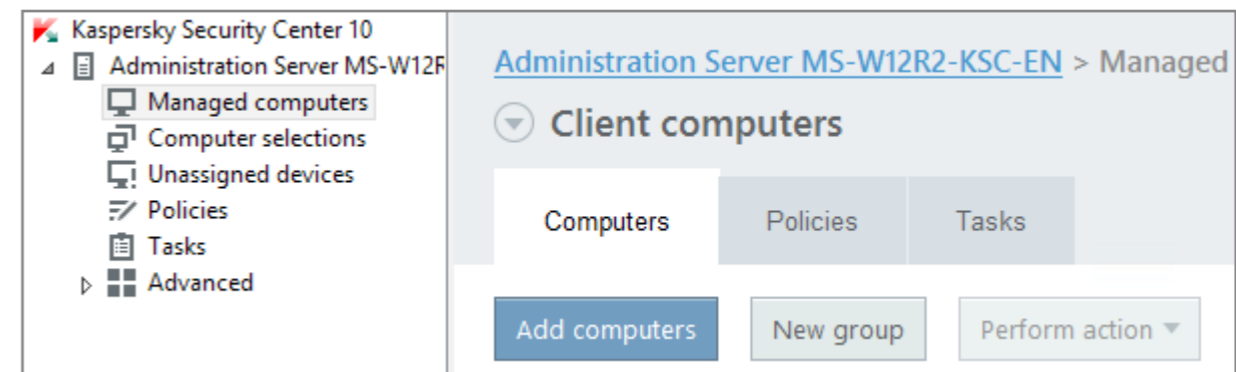 Kaspersky Security Center 10
Administration Server MS-W12R
Managed computers
Computer selections
Unassigned devices
Policies
Tasks
Advanced
Administration Server MS-W12R2-KSC-EN > Managed
Client computers
Computers Policies Tasks
Add computers New group Perform action